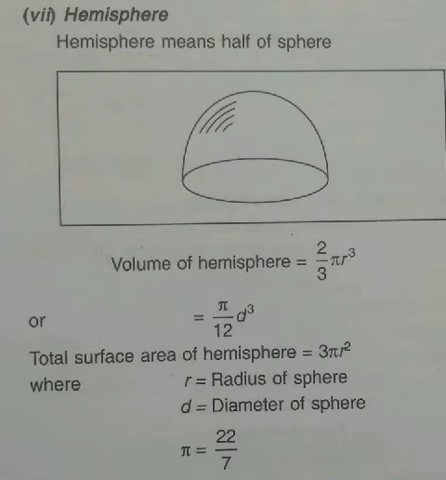 (vii) Hemisphere
Hemisphere means half of sphere
Volume of hemisphere = 2/3 πr³
or = π/12 d³
Total surface area of hemisphere = 3πr²
where r = Radius of sphere
d = Diameter of sphere
π = 22/7